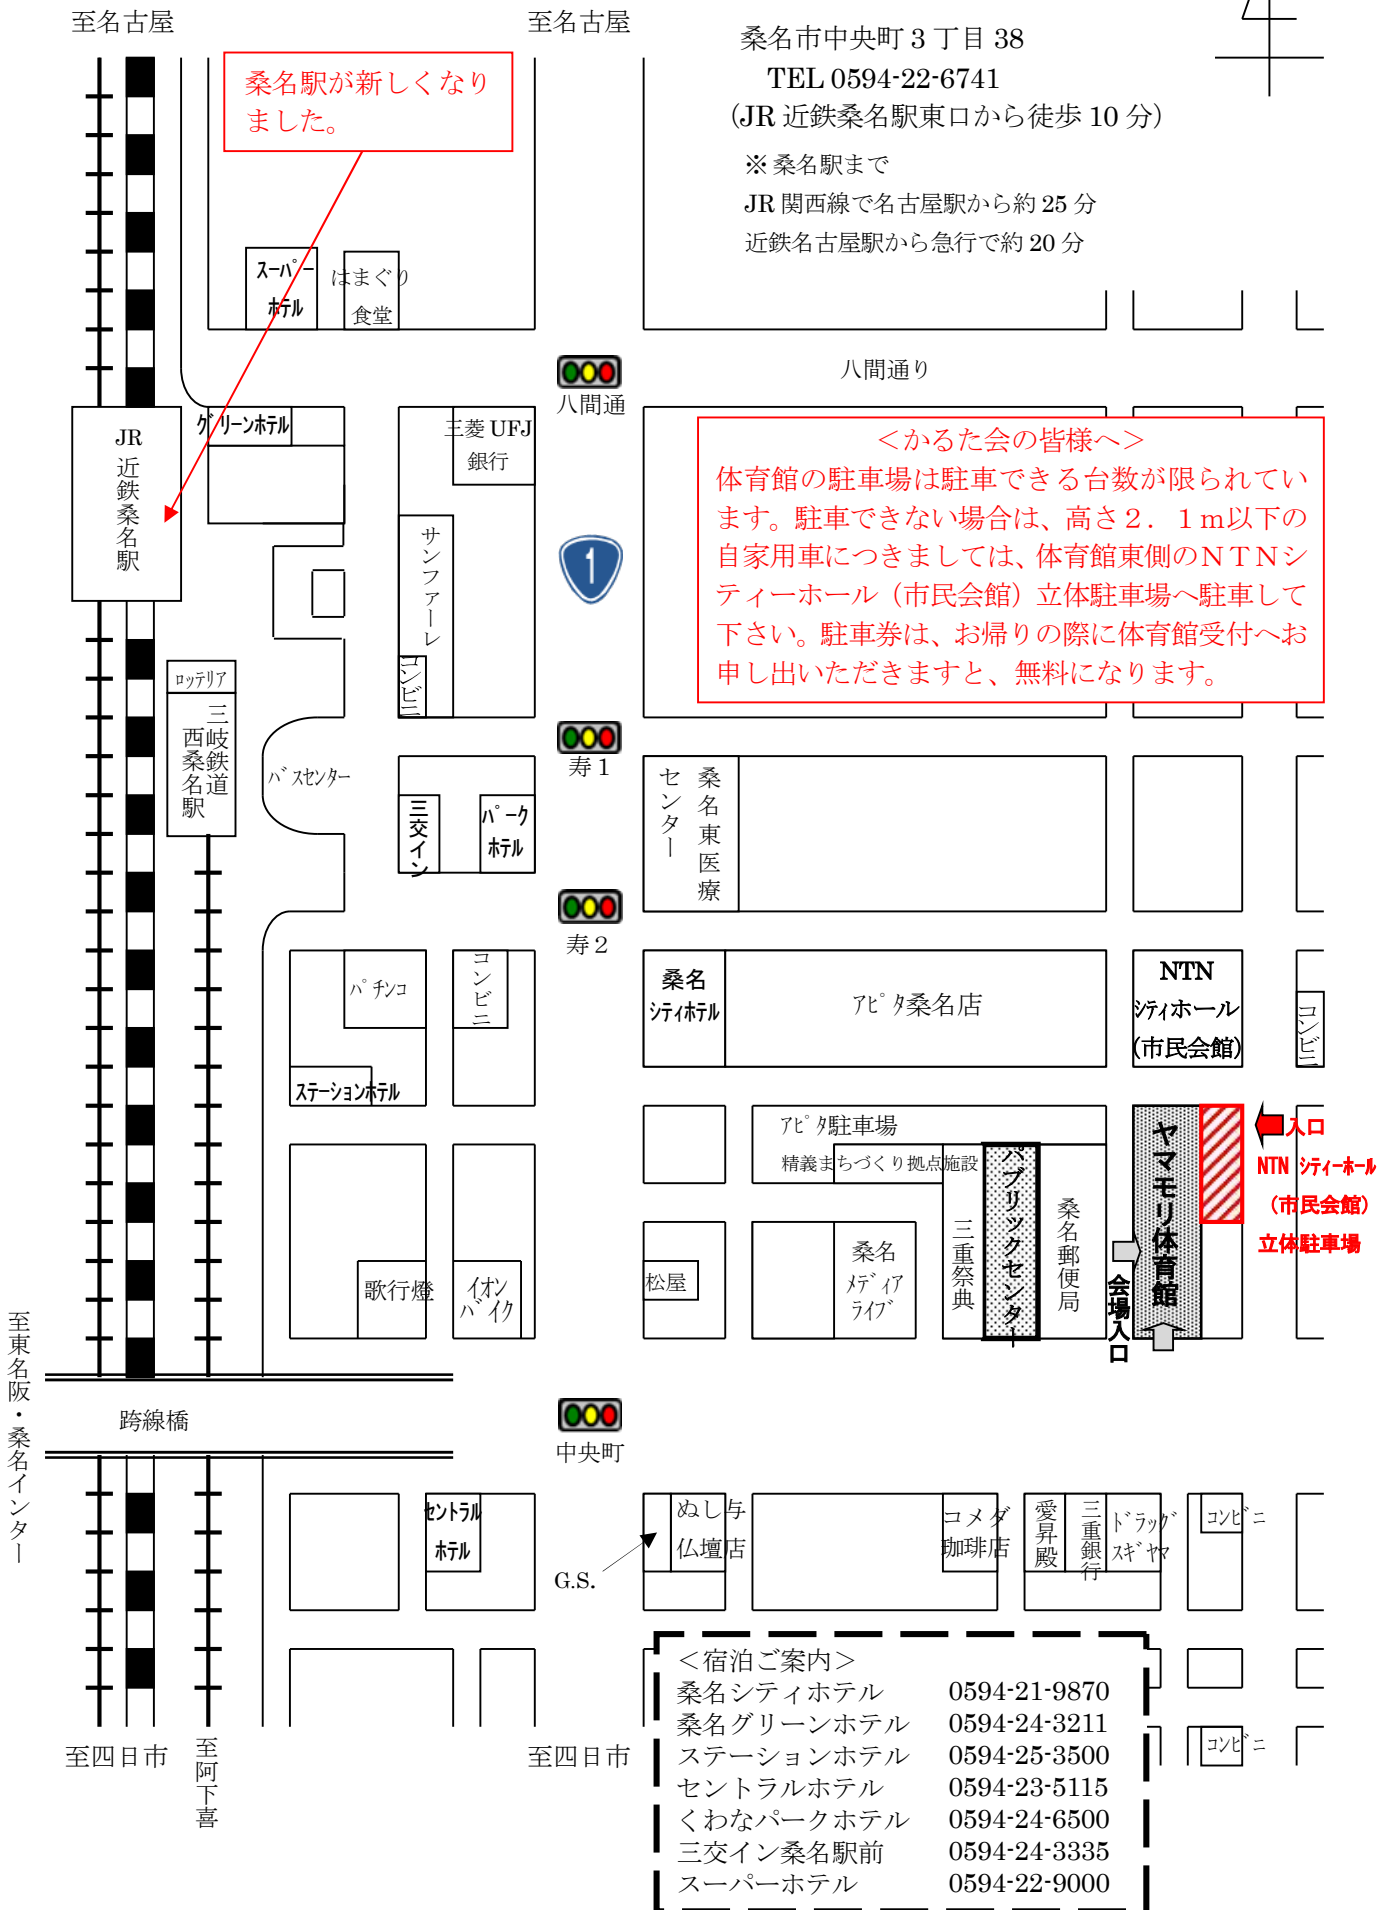 至名古屋
至名古屋
桑名市中央町3丁目38
TEL 0594-22-6741
(JR 近鉄桑名駅東口から徒歩 10 分)
※桑名駅まで
JR 関西線で名古屋駅から約 25 分
近鉄名古屋駅から急行で約 20 分
桑名駅が新しくなり
ました。
スーパー
ホテル
はまぐり
食堂
八間通
八間通り
グリーンホテル
三菱 UFJ
銀行
JR
近鉄桑名駅
サンファーレ
コンビニ
1
<かるた会の皆様へ>
体育館の駐車場は駐車できる台数が限られてい
ます。駐車できない場合は、高さ2．1m以下の
自家用車につきましては、体育館東側のNTNシ
ティーホール（市民会館）立体駐車場へ駐車して
下さい。駐車券は、お帰りの際に体育館受付へお
申し出いただきますと、無料になります。
ロッテリア
三岐鉄道
西桑名駅
バスセンター
寿1
三交イン
パーク
ホテル
桑名東医療
センター
寿2
パチンコ
コンビニ
ステーションホテル
桑名
シティホテル
アピタ桑名店
NTN
シティホール
(市民会館)
コンビニ
アピタ駐車場
精義まちづくり拠点施設
三重祭典
パブリックセンター
桑名郵便局
ヤマモリ体育館
会場入口
入口
NTN シティーホール
（市民会館）
立体駐車場
歌行燈
イオン
バイク
松屋
桑名
メディア
ライブ
至東名阪・桑名インター
跨線橋
中央町
セントラル
ホテル
G.S.
ぬし与
仏壇店
コメダ
珈琲店
愛昇殿
三重銀行
ドラッグ
スギヤマ
コンビニ
コンビニ
<宿泊ご案内>
桑名シティホテル 0594-21-9870
桑名グリーンホテル 0594-24-3211
ステーションホテル 0594-25-3500
セントラルホテル 0594-23-5115
くわなパークホテル 0594-24-6500
三交イン桑名駅前 0594-24-3335
スーパーホテル 0594-22-9000
至四日市
至阿下喜
至四日市